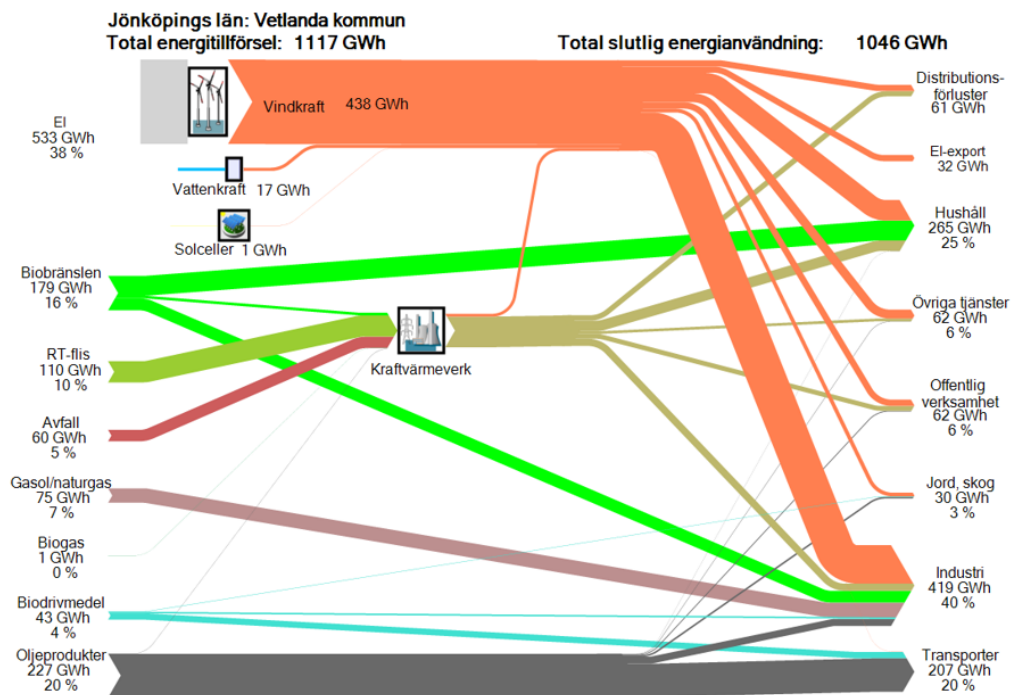 Jönköpings län: Vetlanda kommun
Total energitillförsel: 1117 GWh
Total slutlig energianvändning: 1046 GWh
El
533 GWh
38 %
Vindkraft 438 GWh
Vattenkraft 17 GWh
Solceller 1 GWh
Biobränslen
179 GWh
16 %
RT-flis
110 GWh
10 %
Avfall
60 GWh
5 %
Gasol/naturgas
75 GWh
7 %
Biogas
1 GWh
0 %
Biodrivmedel
43 GWh
4 %
Oljeprodukter
227 GWh
20 %
Kraftvärmeverk
Distributions-
förluster
61 GWh
El-export
32 GWh
Hushåll
265 GWh
25 %
Övriga tjänster
62 GWh
6 %
Offentlig
verksamhet
62 GWh
6 %
Jord, skog
30 GWh
3 %
Industri
419 GWh
40 %
Transporter
207 GWh
20 %